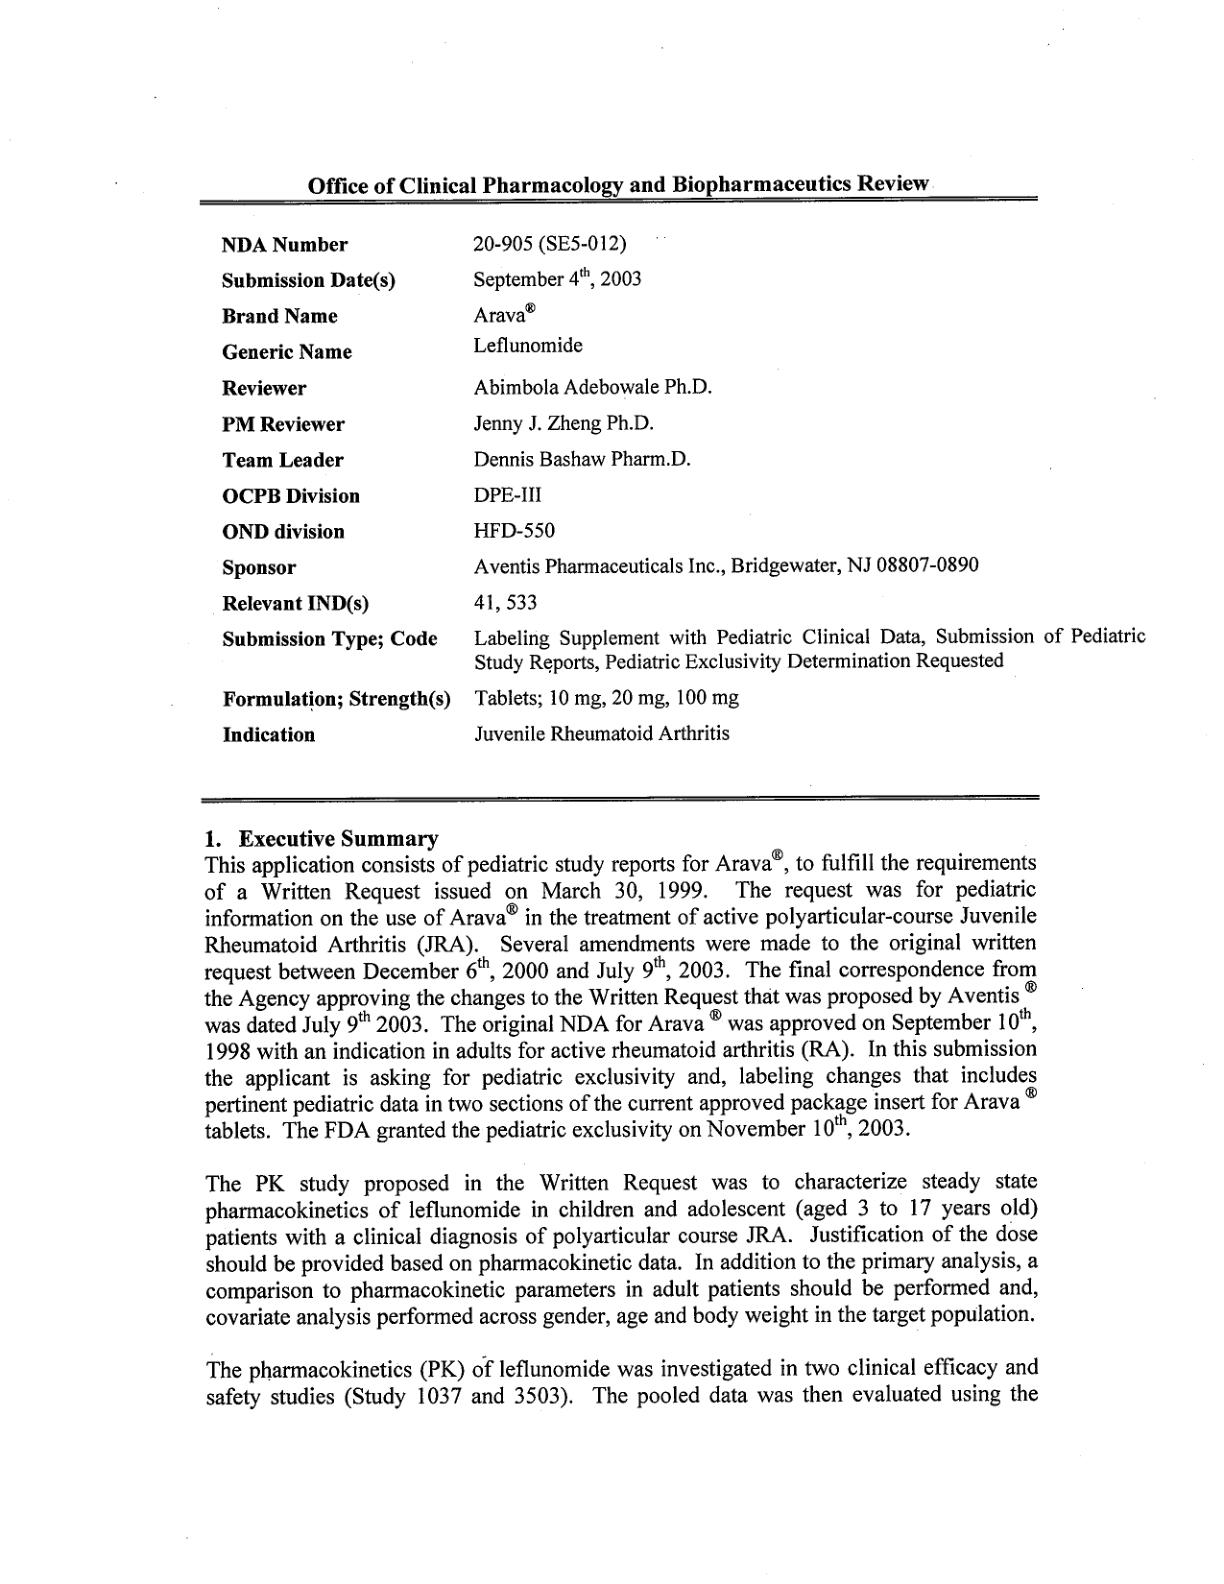 Office of Clinical Pharmacology and Biopharmaceutics Review
NDA Number 20-905 (SE5-012)
Submission Date(s) September 4th, 2003
Brand Name Arava®
Generic Name Leflunomide
Reviewer Abimbola Adebowale Ph.D.
PM Reviewer Jenny J. Zheng Ph.D.
Team Leader Dennis Bashaw Pharm.D.
OCPB Division DPE-III
OND division HFD-550
Sponsor Aventis Pharmaceuticals Inc., Bridgewater, NJ 08807-0890
Relevant IND(s) 41, 533
Submission Type; Code Labeling Supplement with Pediatric Clinical Data, Submission of Pediatric
Study Reports, Pediatric Exclusivity Determination Requested
Formulation; Strength(s) Tablets; 10 mg, 20 mg, 100 mg
Indication Juvenile Rheumatoid Arthritis
1. Executive Summary
This application consists of pediatric study reports for Arava®, to fulfill the requirements
of a Written Request issued on March 30, 1999. The request was for pediatric
information on the use of Arava® in the treatment of active polyarticular-course Juvenile
Rheumatoid Arthritis (JRA). Several amendments were made to the original written
request between December 6th, 2000 and July 9th, 2003. The final correspondence from
the Agency approving the changes to the Written Request that was proposed by Aventis ®
was dated July 9th 2003. The original NDA for Arava ® was approved on September 10th,
1998 with an indication in adults for active rheumatoid arthritis (RA). In this submission
the applicant is asking for pediatric exclusivity and, labeling changes that includes
pertinent pediatric data in two sections of the current approved package insert for Arava ®
tablets. The FDA granted the pediatric exclusivity on November 10th, 2003.
The PK study proposed in the Written Request was to characterize steady state
pharmacokinetics of leflunomide in children and adolescent (aged 3 to 17 years old)
patients with a clinical diagnosis of polyarticular course JRA. Justification of the dose
should be provided based on pharmacokinetic data. In addition to the primary analysis, a
comparison to pharmacokinetic parameters in adult patients should be performed and,
covariate analysis performed across gender, age and body weight in the target population.
The pharmacokinetics (PK) of leflunomide was investigated in two clinical efficacy and
safety studies (Study 1037 and 3503). The pooled data was then evaluated using the